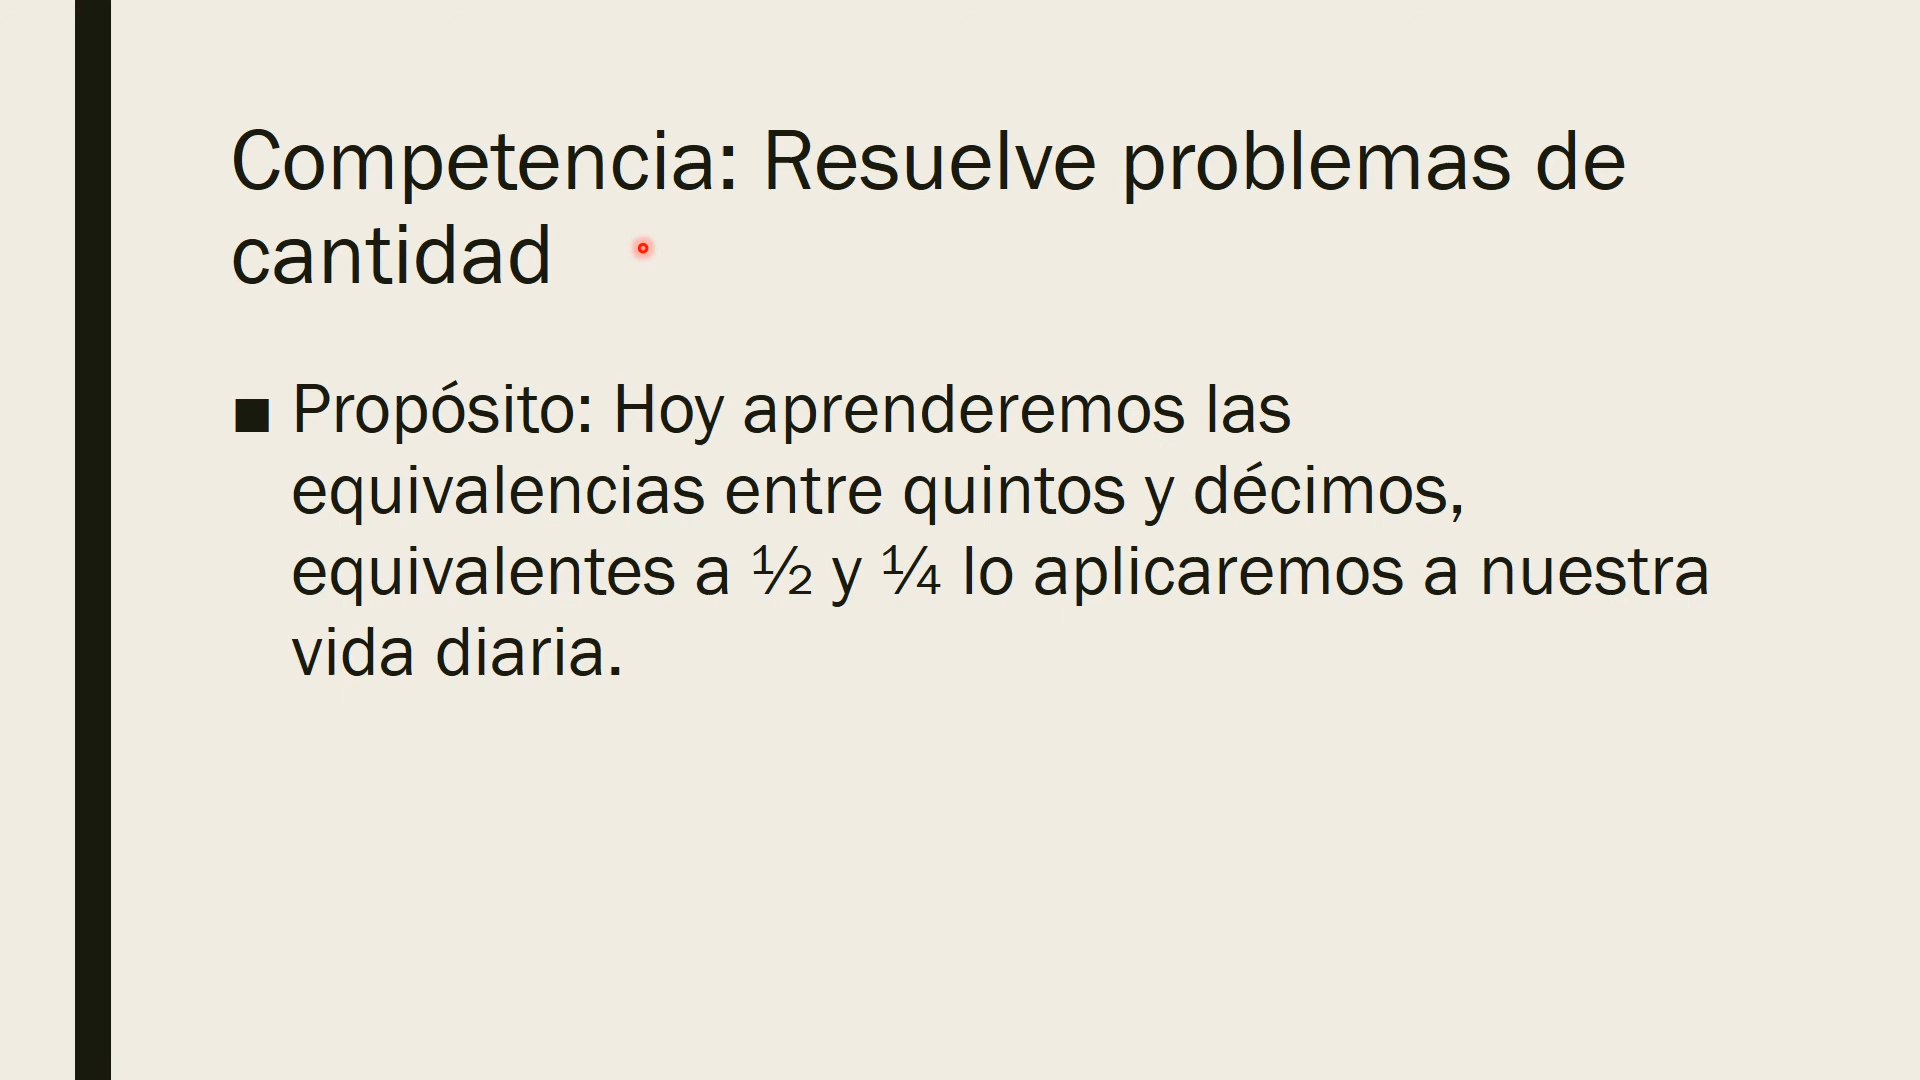 Competencia: Resuelve problemas de
cantidad
■ Propósito: Hoy aprenderemos las
equivalencias entre quintos y décimos,
equivalentes a ½ y ¼ lo aplicaremos a nuestra
vida diaria.